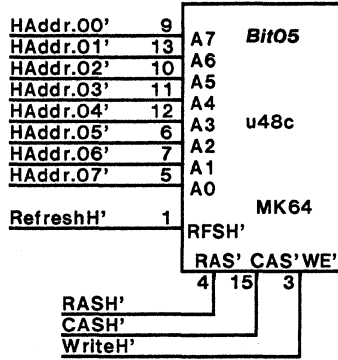 HAddr.00' 9 A7 Bit05
HAddr.01' 13 A6
HAddr.02' 10 A5
HAddr.03' 11 A4
HAddr.04' 12 A3 u48c
HAddr.05' 6 A2
HAddr.06' 7 A1
HAddr.07' 5 A0
MK64
RefreshH' 1 RFSH'
RAS' CAS' WE'
4 15 3
RASH'
CASH'
WriteH'